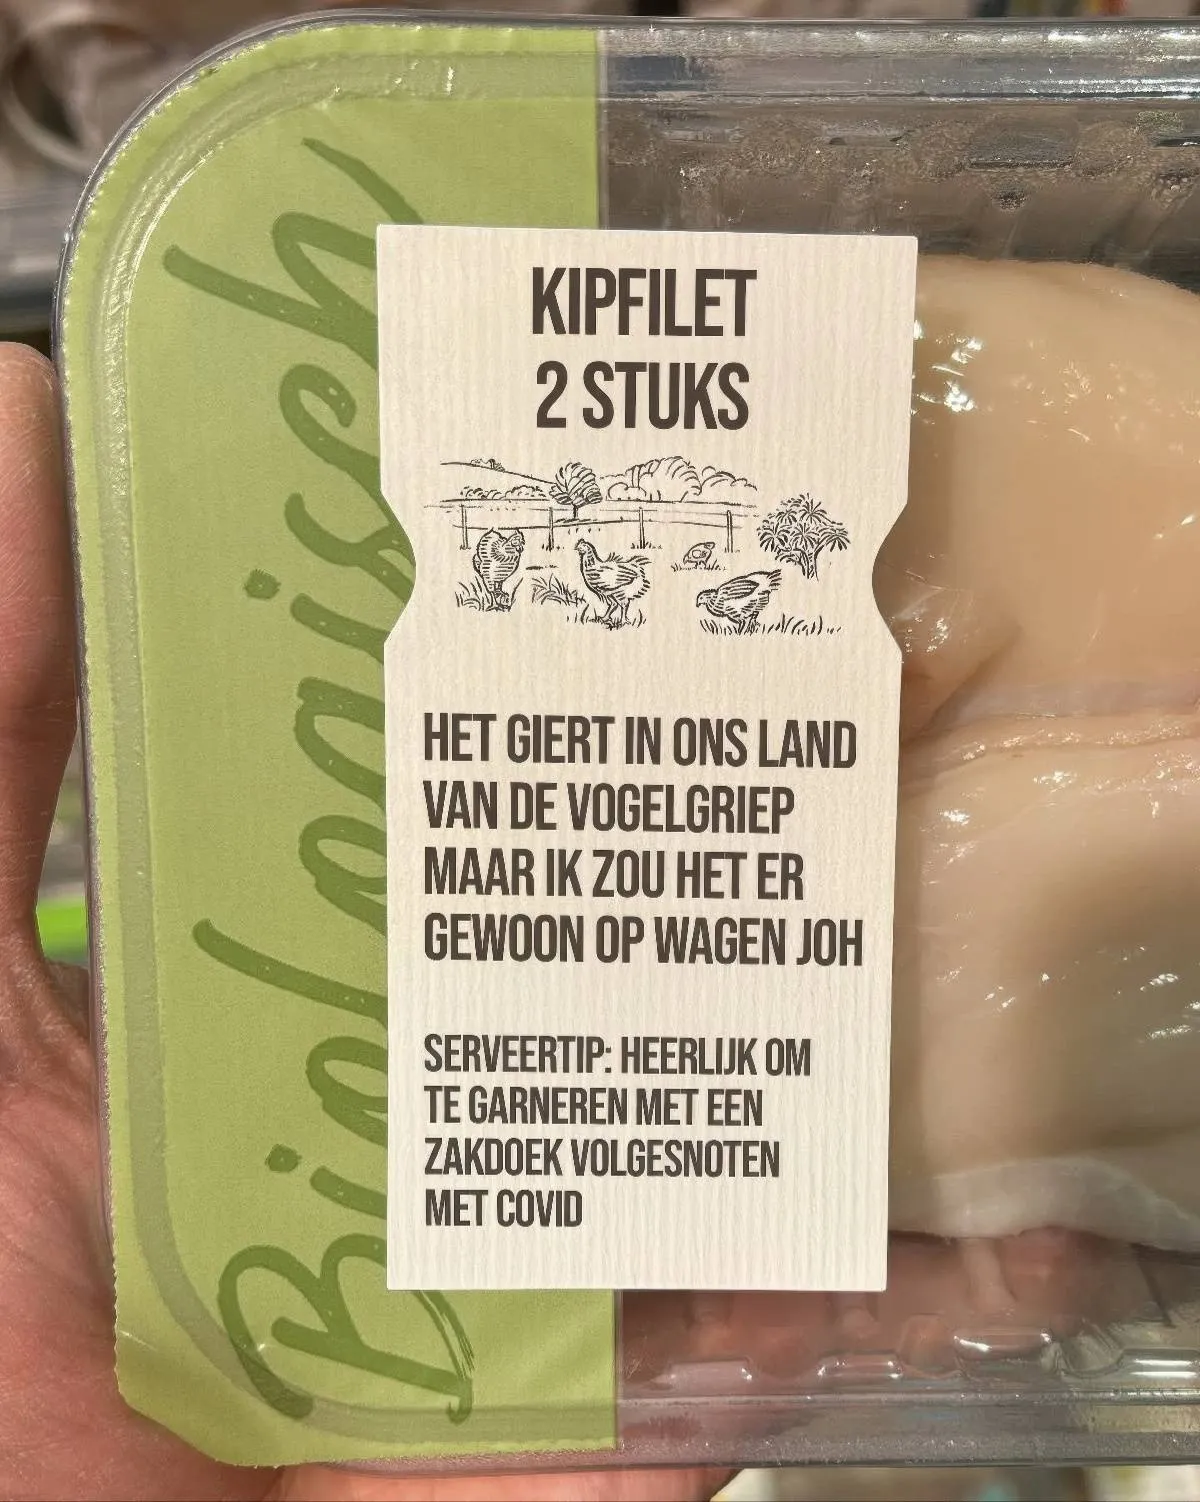 Biologisch
KIPFILET
2 STUKS
HET GIERT IN ONS LAND
VAN DE VOGELGRIEP
MAAR IK ZOU HET ER
GEWOON OP WAGEN JOH
SERVEERTIP: HEERLIJK OM
TE GARNEREN MET EEN
ZAKDOEK VOLGESNOTEN
MET COVID